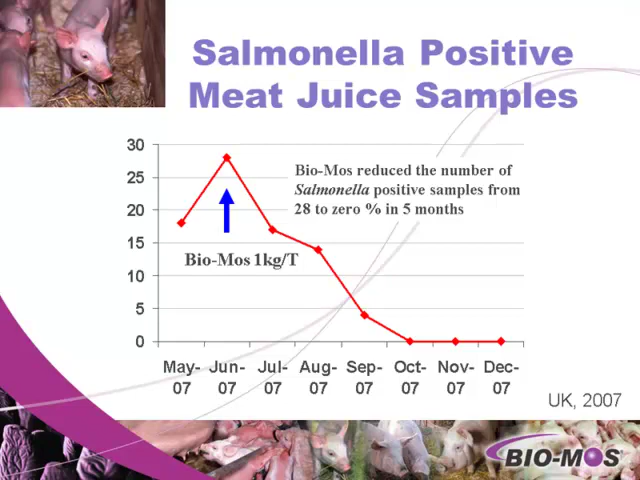 Salmonella Positive
Meat Juice Samples
30
25
20
15
10
5
0
Bio-Mos reduced the number of
Salmonella positive samples from
28 to zero % in 5 months
Bio-Mos 1kg/T
May- Jun- Jul- Aug- Sep- Oct- Nov- Dec-
07 07 07 07 07 07 07 07
UK, 2007
BIO-MOS®